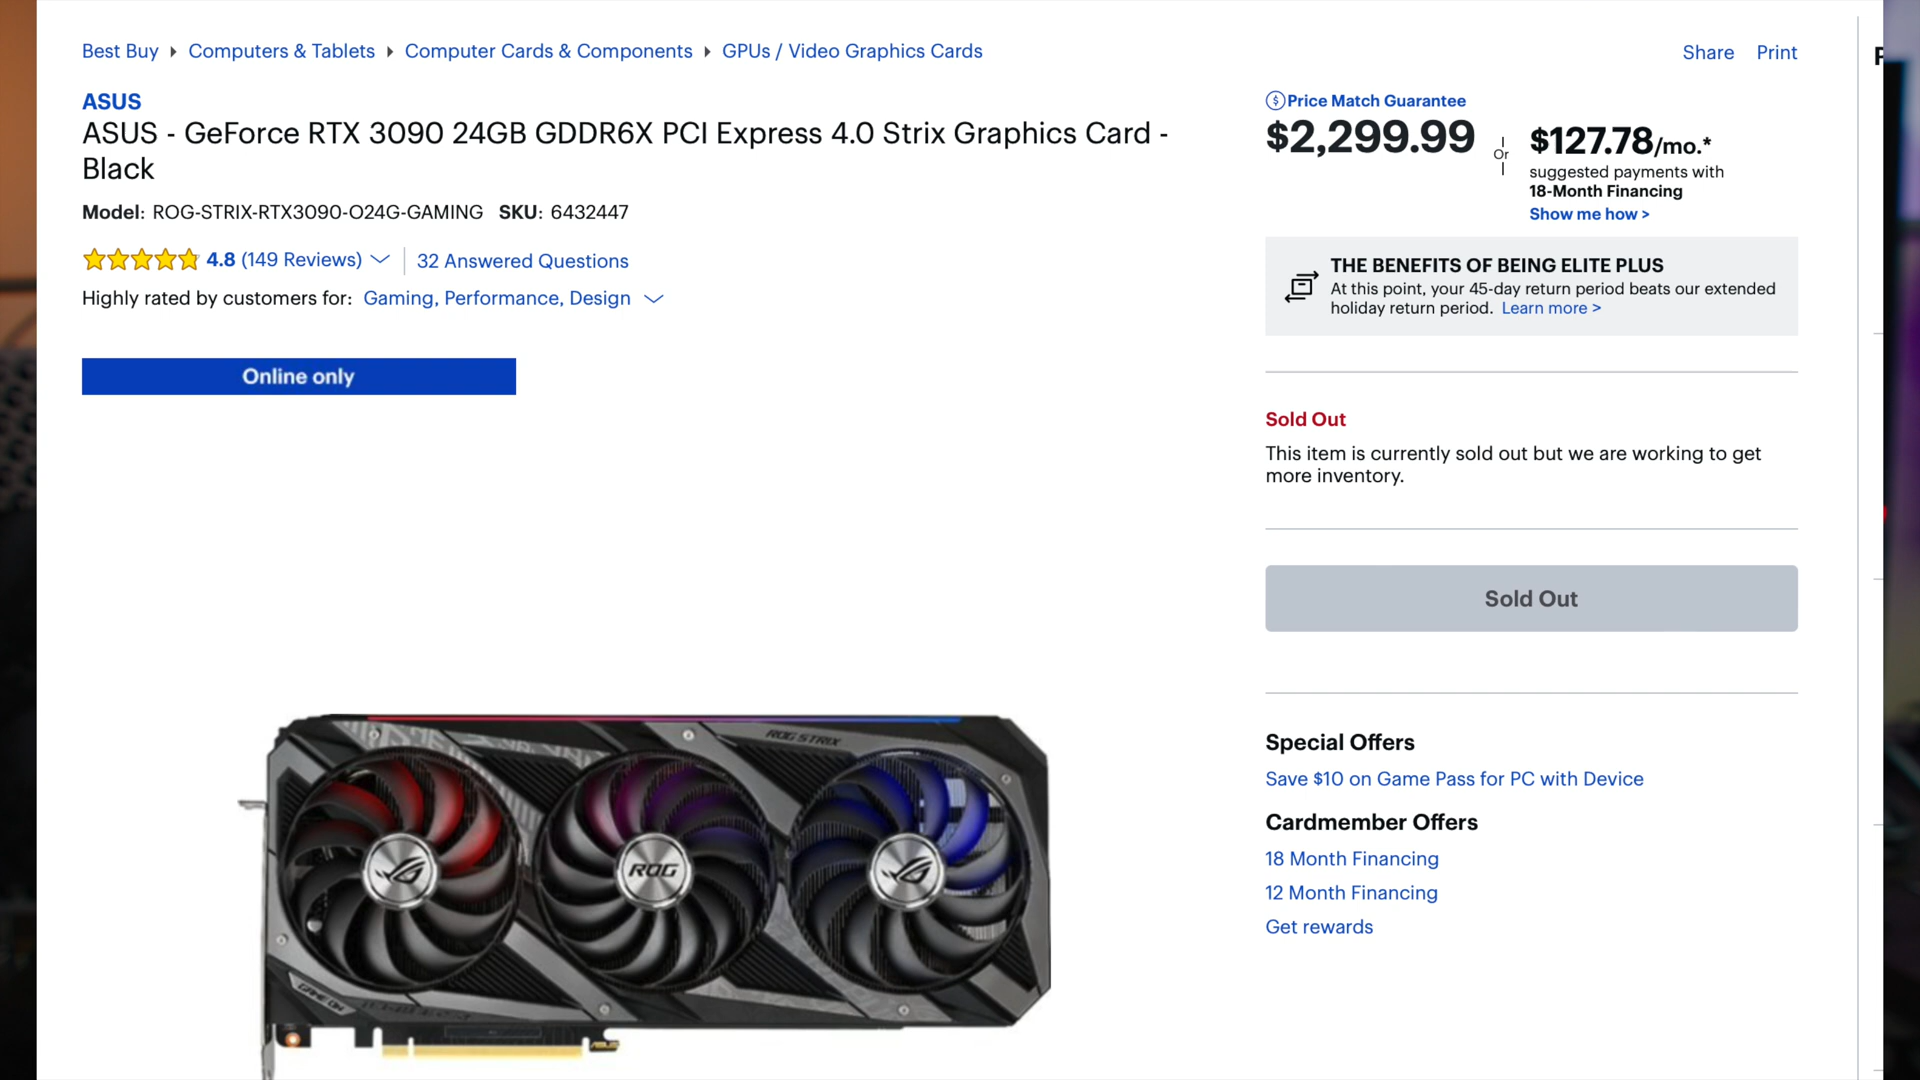 Best Buy Computers & Tablets Computer Cards & Components GPUs / Video Graphics Cards
Share Print
ASUS
ASUS - GeForce RTX 3090 24GB GDDR6X PCI Express 4.0 Strix Graphics Card -
Black
Model: ROG-STRIX-RTX3090-O24G-GAMING SKU: 6432447
4.8 (149 Reviews) 32 Answered Questions
Highly rated by customers for: Gaming, Performance, Design
Online only
Price Match Guarantee
$2,299.99
Or
$127.78/mo.*
suggested payments with
18-Month Financing
Show me how >
THE BENEFITS OF BEING ELITE PLUS
At this point, your 45-day return period beats our extended
holiday return period. Learn more >
Sold Out
This item is currently sold out but we are working to get
more inventory.
Sold Out
Special Offers
Save $10 on Game Pass for PC with Device
Cardmember Offers
18 Month Financing
12 Month Financing
Get rewards
ROG STRIX
ROG
GAME ON
ASUS